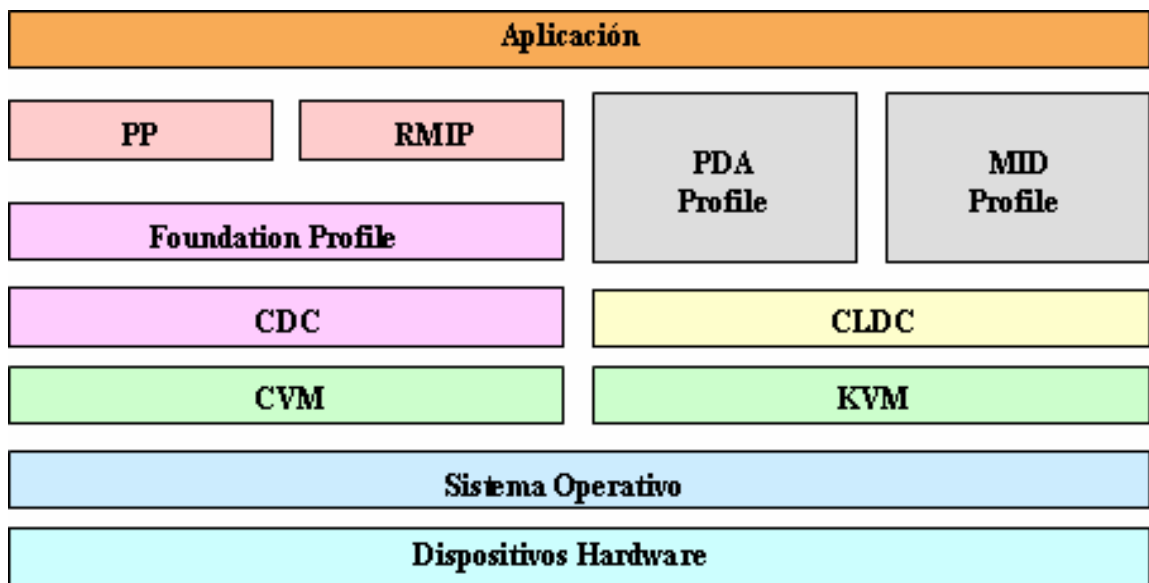 Aplicación
PP
RMIP
PDA
Profile
MID
Profile
Foundation Profile
CDC
CLDC
CVM
KVM
Sistema Operativo
Dispositivos Hardware